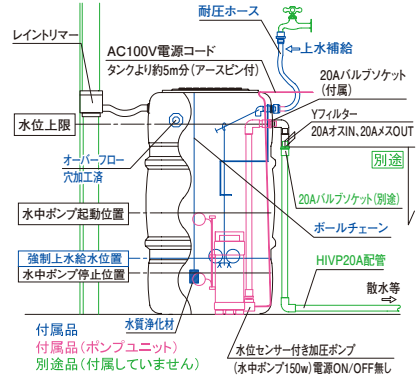 耐圧ホース
レイントリマー
上水補給
AC100V電源コード
タンクより約5m分（アースピン付）
20Aバルブソケット
（付属）
水位上限
Yフィルター
20AオスIN、20AメスOUT
オーバーフロー
穴加工済
別途
20Aバルブソケット（別途）
水中ポンプ起動位置
ボールチェーン
強制上水給水位置
水中ポンプ停止位置
HIVP20A配管
散水等
水質浄化材
付属品
付属品（ポンプユニット）
別途品（付属していません）
水位センサー付き加圧ポンプ
（水中ポンプ150w）電源ON/OFF無し